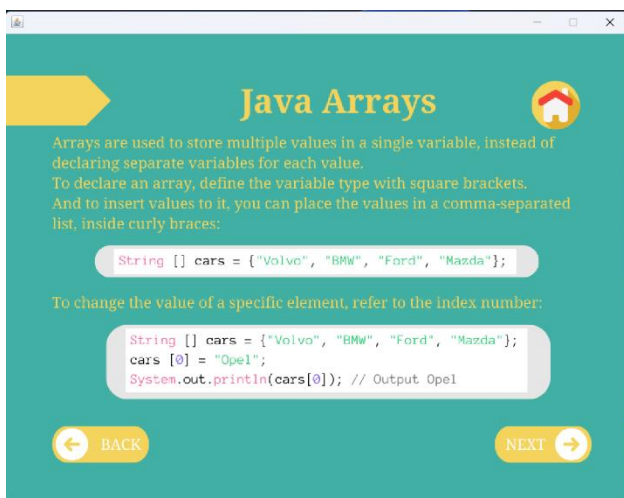 Java Arrays
Arrays are used to store multiple values in a single variable, instead of
declaring separate variables for each value.
To declare an array, define the variable type with square brackets.
And to insert values to it, you can place the values in a comma-separated
list, inside curly braces:
String [] cars = {"Volvo", "BMW", "Ford", "Mazda"};
To change the value of a specific element, refer to the index number:
String [] cars = {"Volvo", "BMW", "Ford", "Mazda"};
cars [0] = "Opel";
System.out.println(cars[0]); // Output Opel
BACK
NEXT